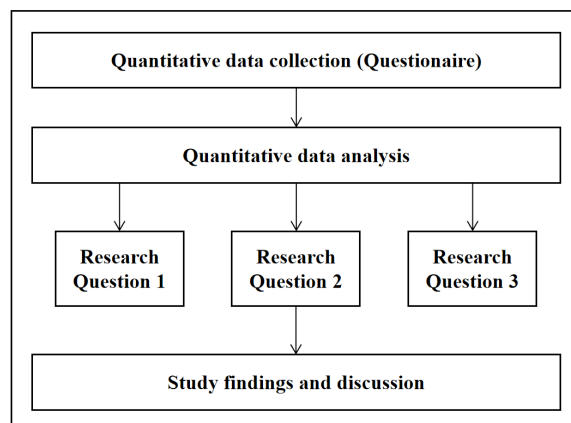 Quantitative data collection (Questionaire)
Quantitative data analysis
Research
Question 1
Research
Question 2
Research
Question 3
Study findings and discussion